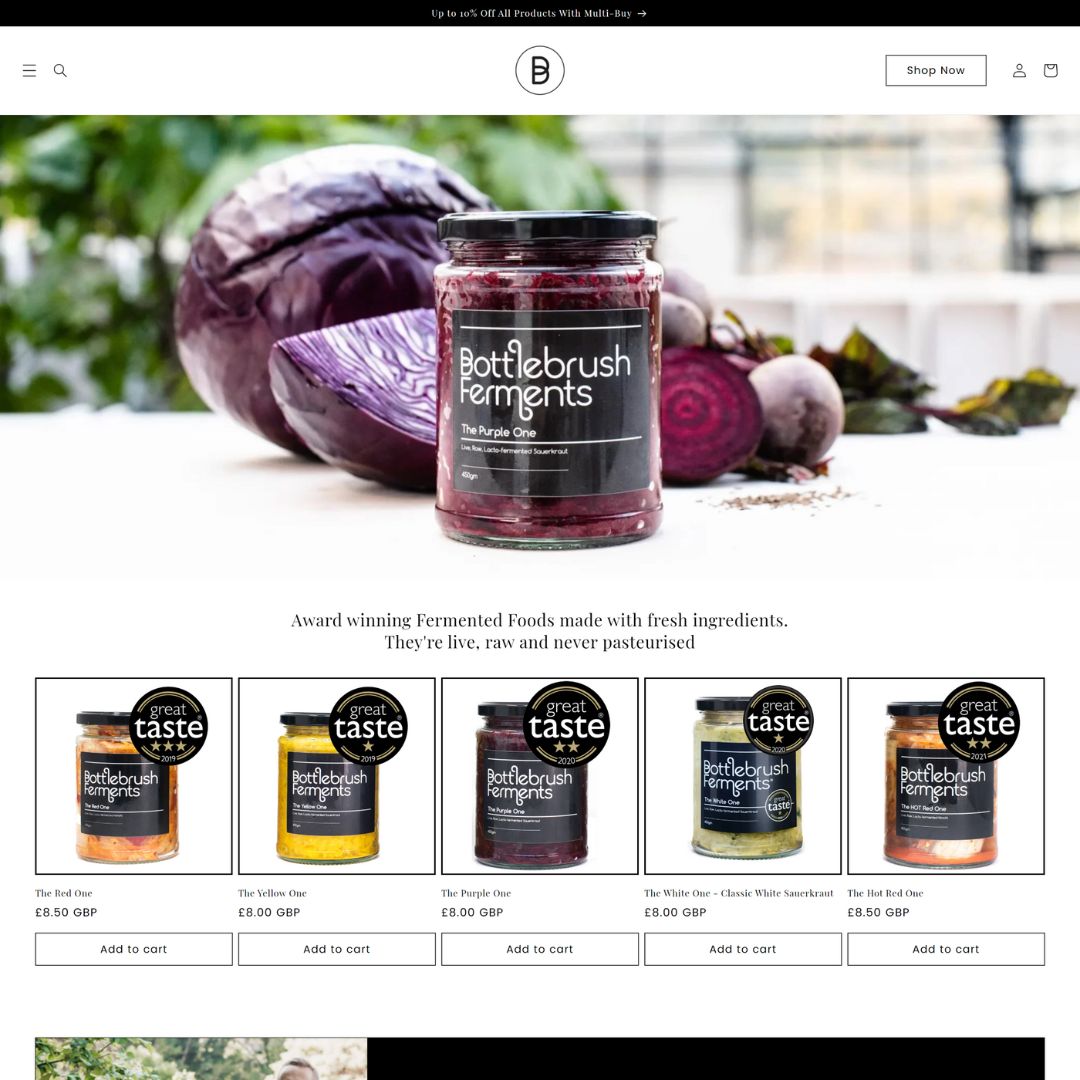 Up to 10% Off All Products With Multi-Buy →
B
Shop Now
Bottlebrush
Ferments
The Purple One
Live, Raw, Lacto-fermented Sauerkraut
450gm
Award winning Fermented Foods made with fresh ingredients.
They're live, raw and never pasteurised
great
taste®
2019
Bottlebrush
Ferments
The Red One
great
taste®
2019
Bottlebrush
Ferments
The Yellow One
great
taste®
2020
Bottlebrush
Ferments
The Purple One
great
taste®
2020
Bottlebrush
Ferments
The White One
great
taste
great
taste®
2021
Bottlebrush
Ferments
The HOT Red One
The Red One
£8.50 GBP
Add to cart
The Yellow One
£8.00 GBP
Add to cart
The Purple One
£8.00 GBP
Add to cart
The White One - Classic White Sauerkraut
£8.00 GBP
Add to cart
The Hot Red One
£8.50 GBP
Add to cart